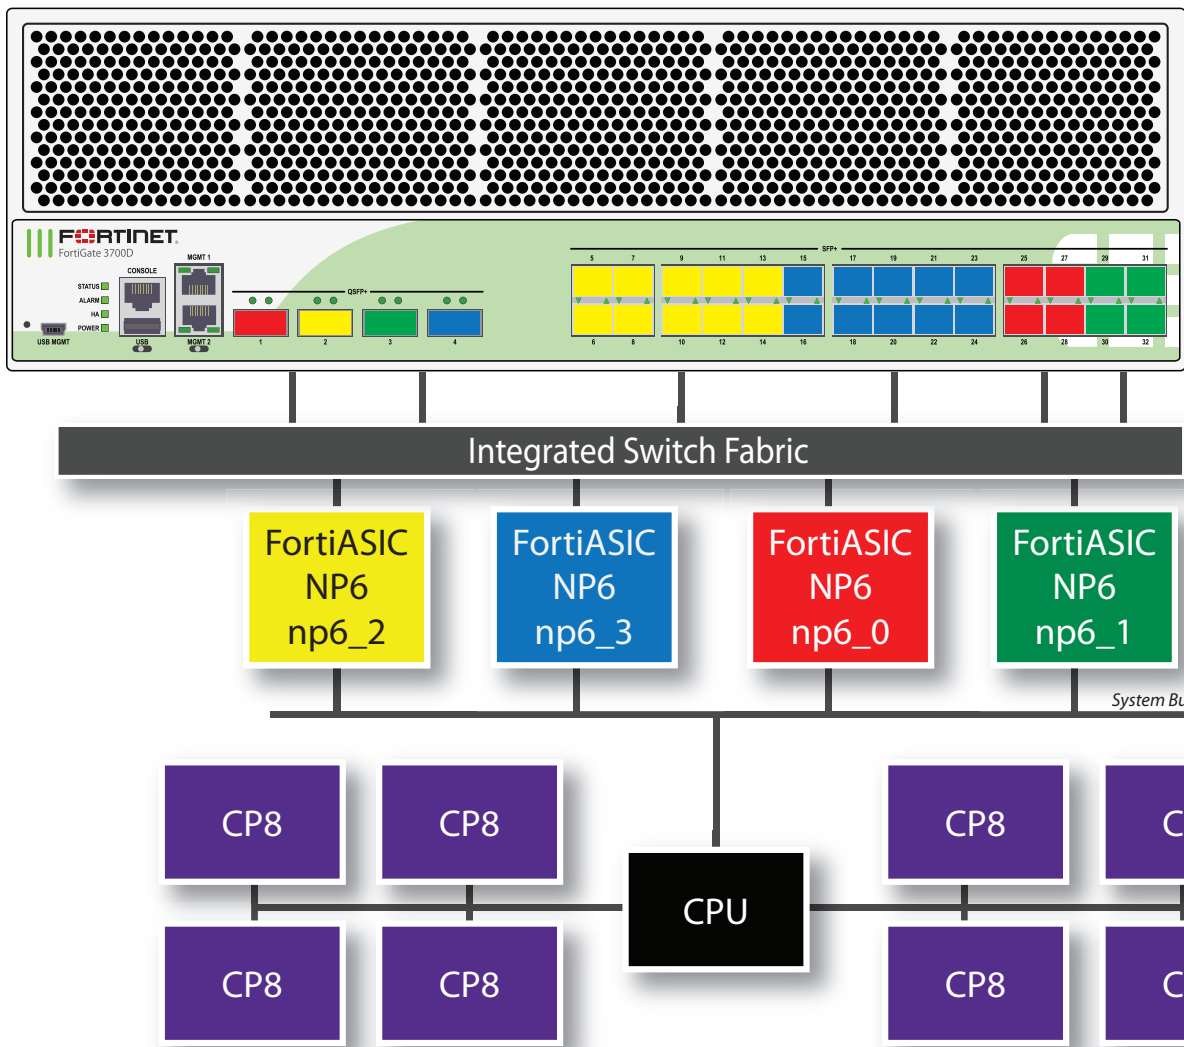 FORTINET
FortiGate 3700D
STATUS
ALARM
HA
POWER
USB MGMT
CONSOLE
USB
MGMT 1
MGMT 2
QSFP+
1 2 3 4
SFP+
5 7 9 11 13 15 17 19 21 23 25 27 29 31
6 8 10 12 14 16 18 20 22 24 26 28 30 32
Integrated Switch Fabric
FortiASIC
NP6
np6_2
FortiASIC
NP6
np6_3
FortiASIC
NP6
np6_0
FortiASIC
NP6
np6_1
System Bu
CP8 CP8 CP8 C
CPU
CP8 CP8 CP8 C